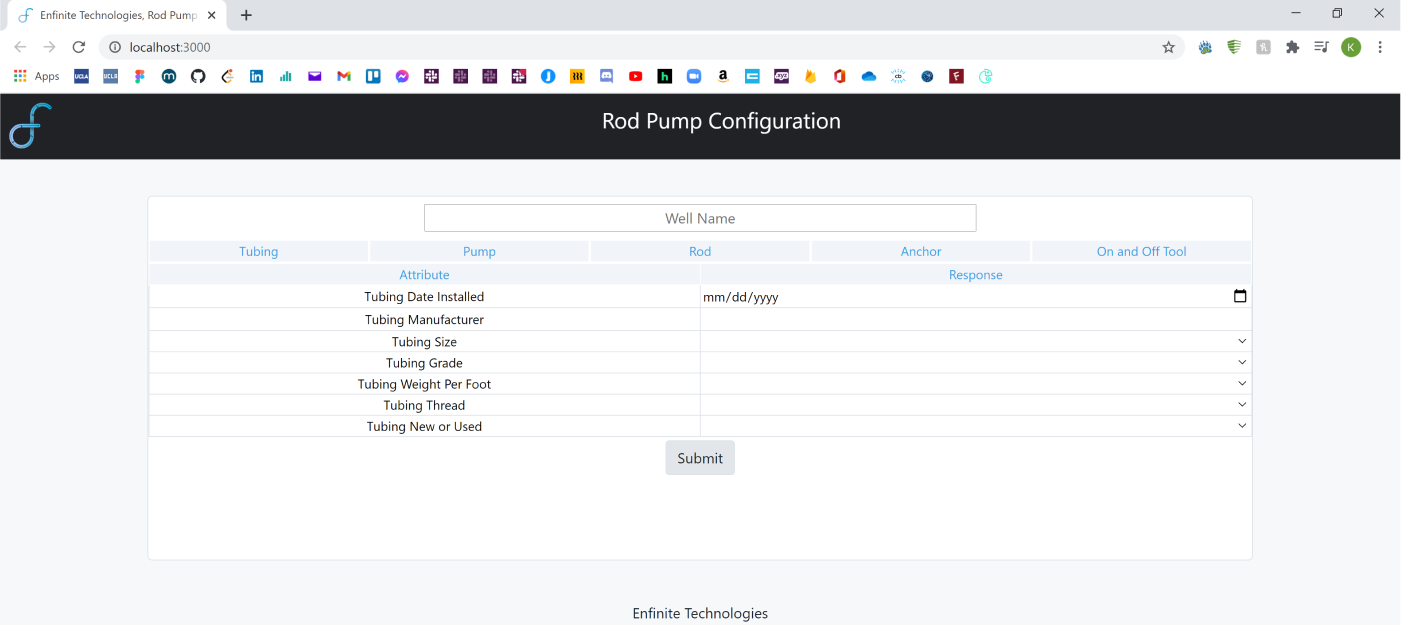 Enfinite Technologies, Rod Pump
localhost:3000
K
Apps
Rod Pump Configuration
Well Name
Tubing Pump Rod Anchor On and Off Tool
Attribute Response
Tubing Date Installed mm/dd/yyyy
Tubing Manufacturer
Tubing Size
Tubing Grade
Tubing Weight Per Foot
Tubing Thread
Tubing New or Used
Submit
Enfinite Technologies